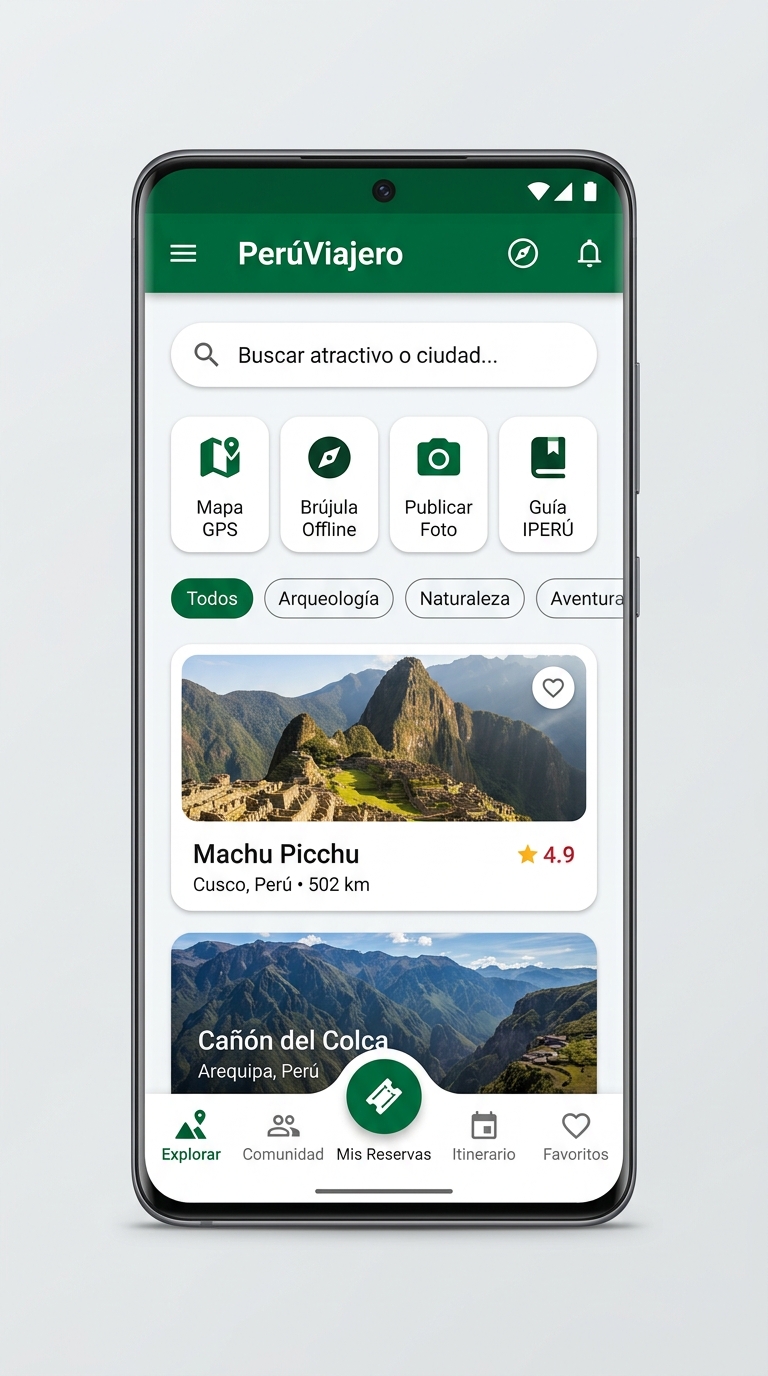 PerúViajero
Buscar atractivo o ciudad...
Mapa
GPS
Brújula
Offline
Publicar
Foto
Guía
IPERÚ
Todos
Arqueología
Naturaleza
Aventura
Machu Picchu
4.9
Cusco, Perú • 502 km
Cañón del Colca
Arequipa, Perú
Explorar
Comunidad
Mis Reservas
Itinerario
Favoritos